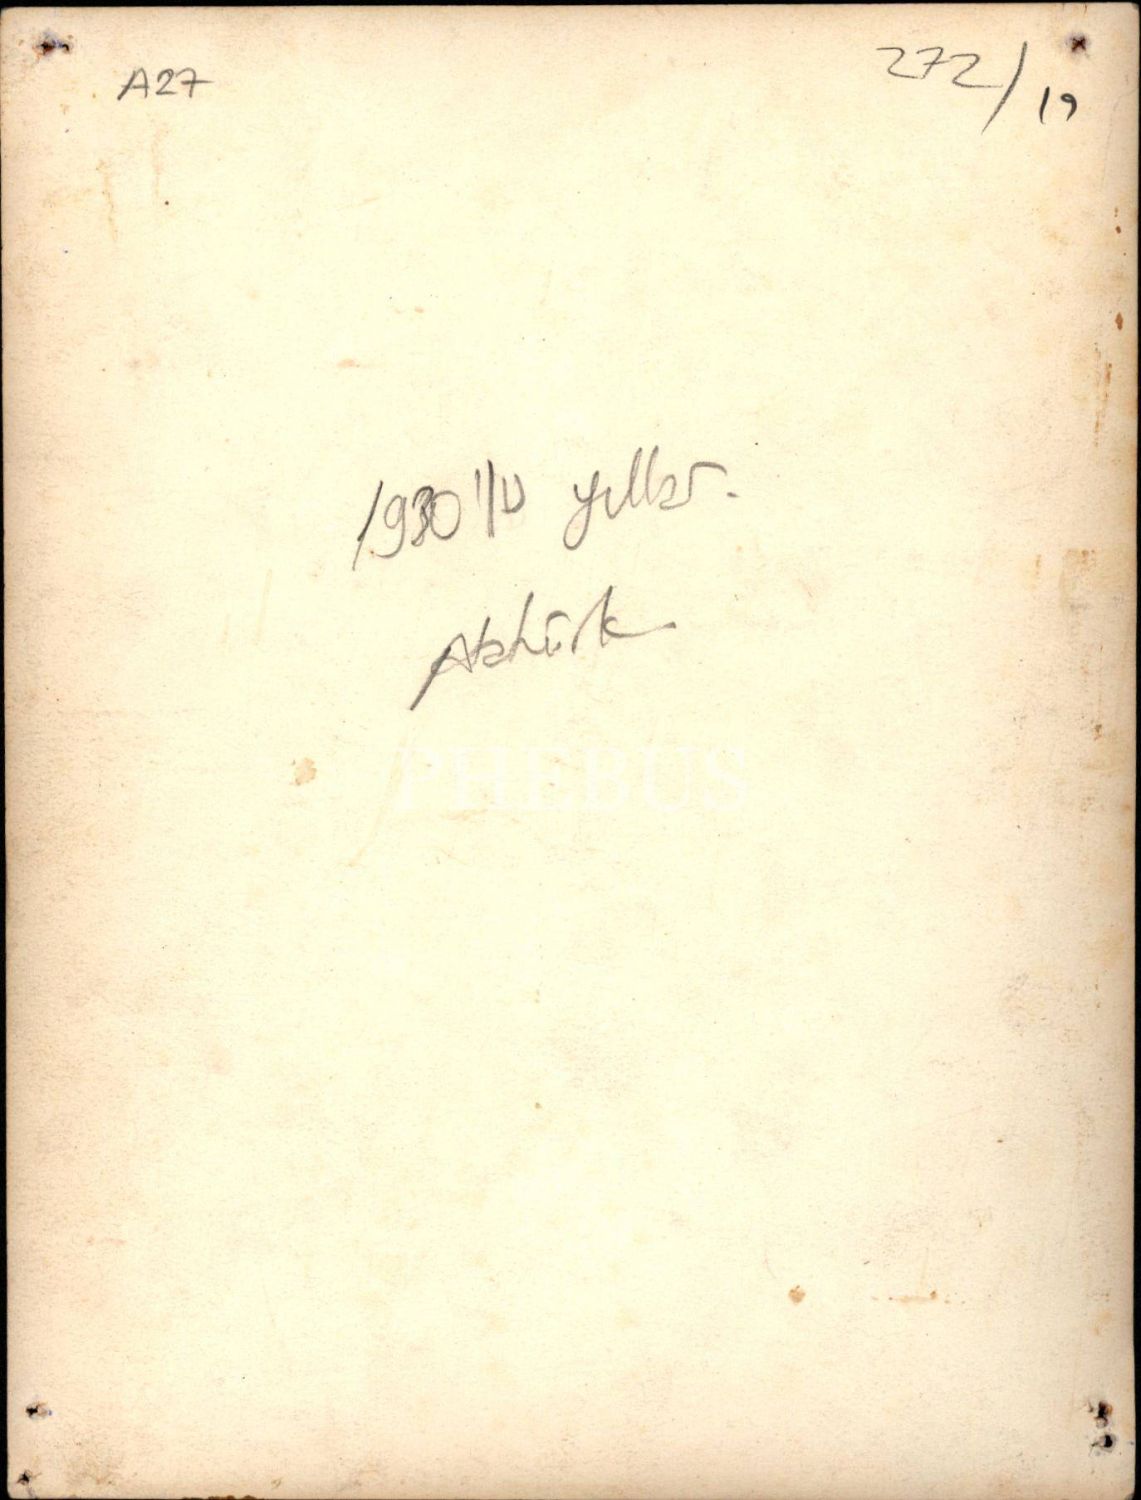 A27
272/19
1930'lu yıllar.
Atatürk
PHEBUS